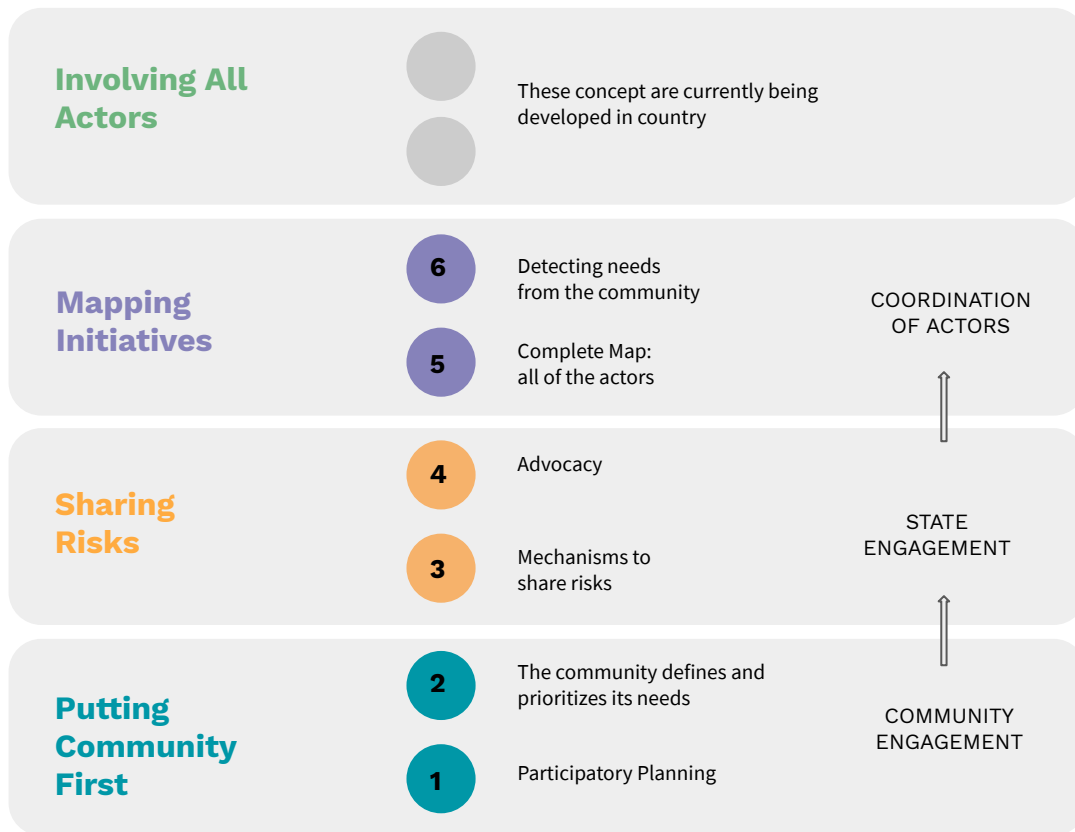 Involving All
Actors
These concept are currently being
developed in country
Mapping
Initiatives
6
Detecting needs
from the community
5
Complete Map:
all of the actors
COORDINATION
OF ACTORS
Sharing
Risks
4
Advocacy
3
Mechanisms to
share risks
STATE
ENGAGEMENT
Putting
Community
First
2
The community defines and
prioritizes its needs
1
Participatory Planning
COMMUNITY
ENGAGEMENT